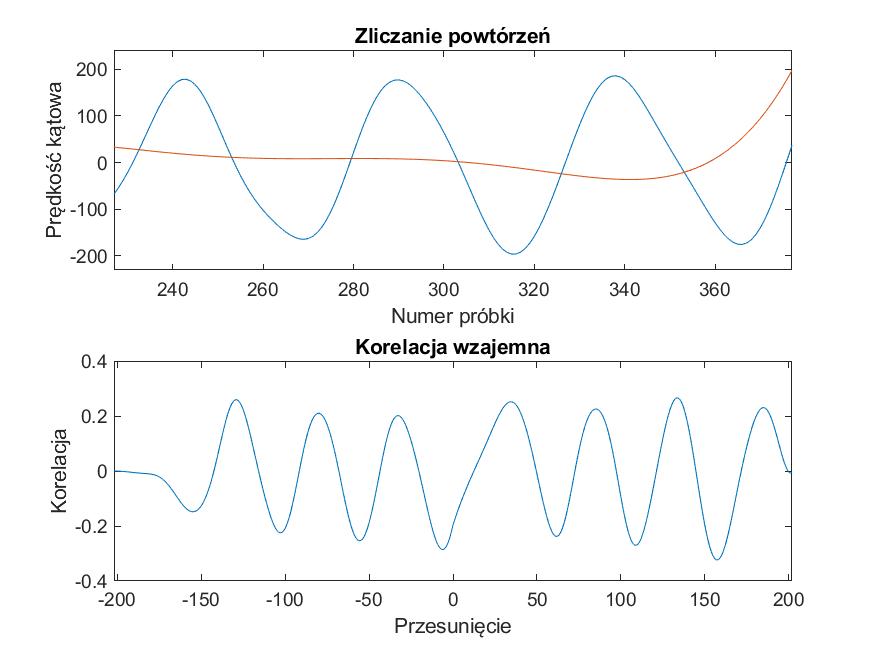 Zliczanie powtórzeń
200
100
0
-100
-200
Prędkość kątowa
240 260 280 300 320 340 360
Numer próbki
Korelacja wzajemna
0.4
0.2
0
-0.2
-0.4
Korelacja
-200 -150 -100 -50 0 50 100 150 200
Przesunięcie